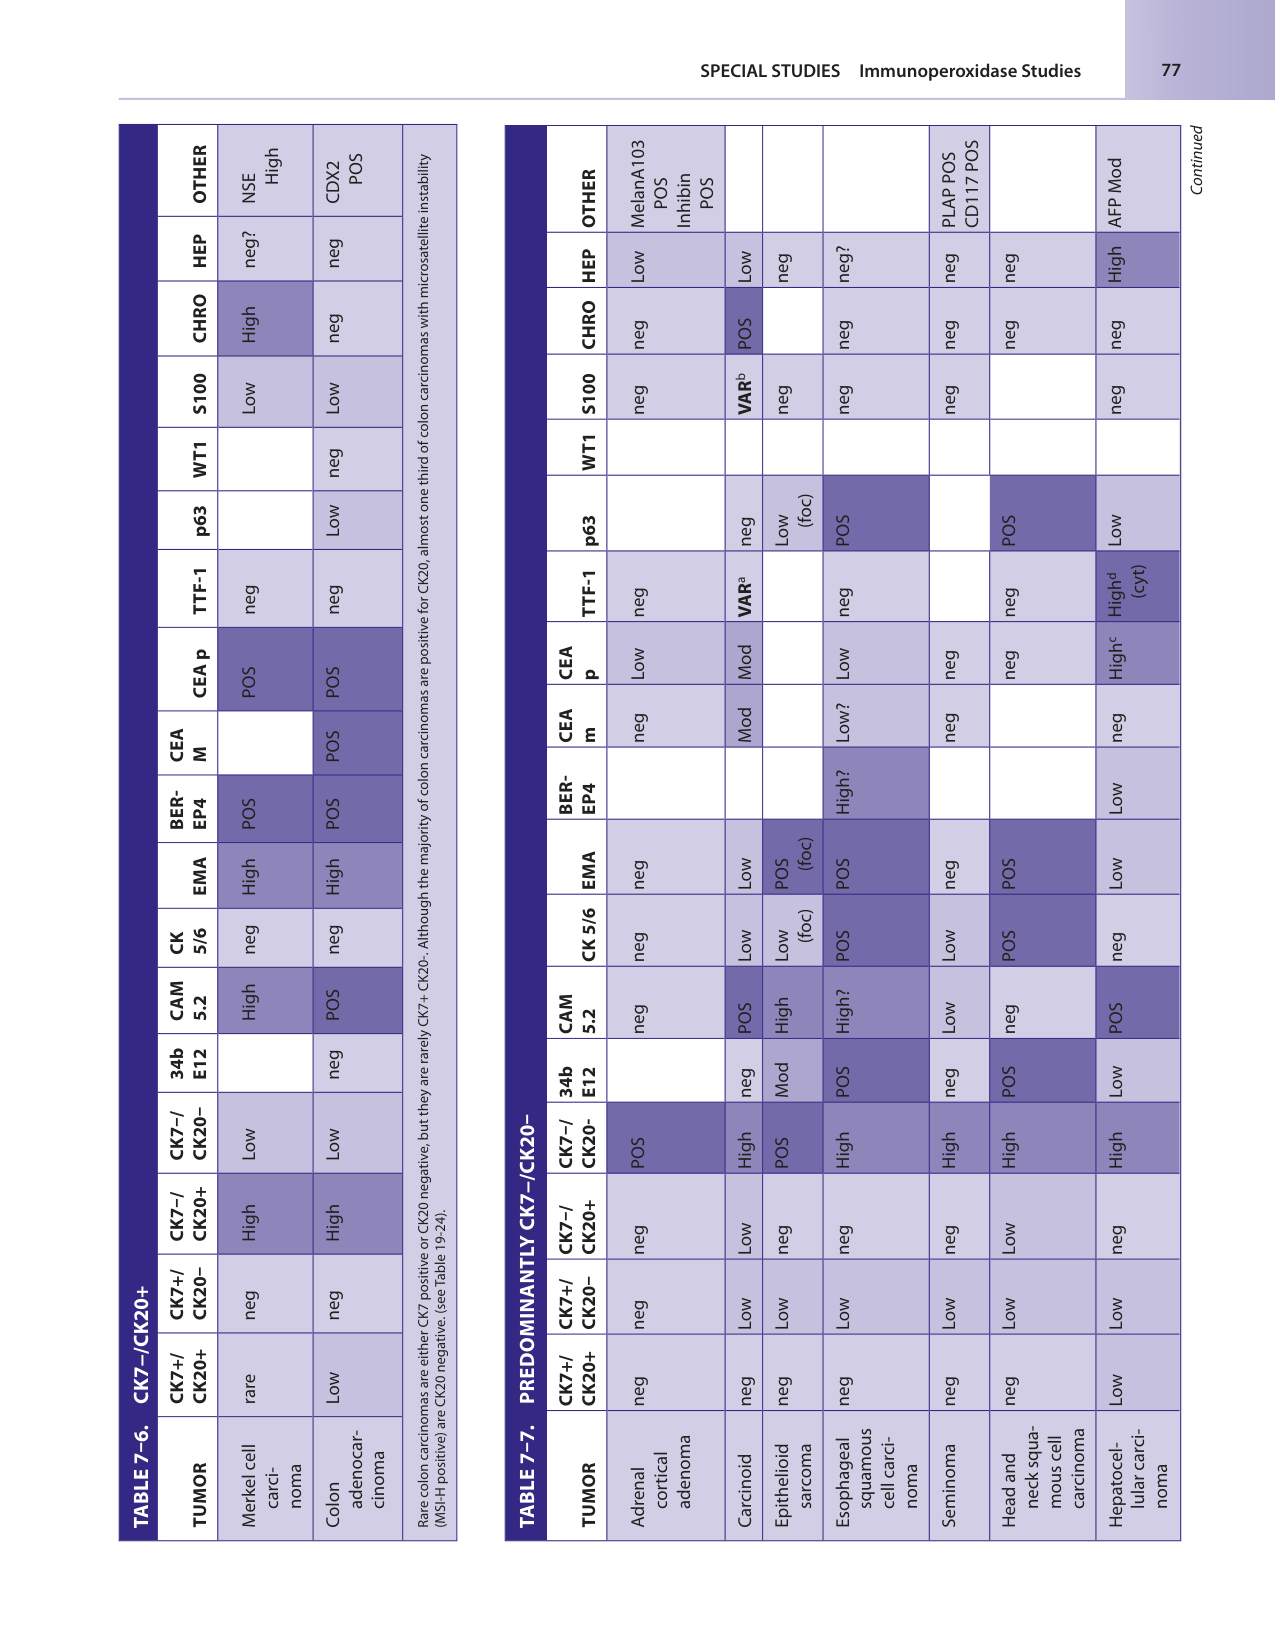 SPECIAL STUDIES Immunoperoxidase Studies 77
TABLE 7–6. CK7–/CK20+
TUMOR CK7+/CK20+ CK7+/CK20– CK7–/CK20+ CK7–/CK20– 34b E12 CAM 5.2 CK 5/6 EMA BER-EP4 CEA M CEA p TTF-1 p63 WT1 S100 CHRO HEP OTHER
Merkel cell carci-noma rare neg High Low High neg High POS POS neg Low High neg? NSE High
Colon adenocar-cinoma Low neg High Low neg POS neg High POS POS POS neg Low neg Low neg neg CDX2 POS
Rare colon carcinomas are either CK7 positive or CK20 negative, but they are rarely CK7+ CK20-. Although the majority of colon carcinomas are positive for CK20, almost one third of colon carcinomas with microsatellite instability
(MSI-H positive) are CK20 negative. (see Table 19-24).
TABLE 7–7. PREDOMINANTLY CK7–/CK20–
TUMOR CK7+/CK20+ CK7+/CK20– CK7–/CK20+ CK7–/CK20- 34b E12 CAM 5.2 CK 5/6 EMA BER-EP4 CEA m CEA p TTF-1 p63 WT1 S100 CHRO HEP OTHER
Adrenal cortical adenoma neg neg neg POS neg neg neg neg Low neg neg neg Low MelanA103 POS Inhibin POS
Carcinoid neg Low Low High neg POS Low Low Mod Mod VARa neg VARb POS Low
Epithelioid sarcoma neg Low neg POS Mod High Low (foc) POS (foc) Low (foc) neg neg
Esophageal squamous cell carci-noma neg Low neg High POS High? POS POS High? Low? Low neg POS neg neg neg?
Seminoma neg Low neg High neg Low Low neg neg neg neg neg neg PLAP POS CD117 POS
Head and neck squa-mous cell carcinoma neg Low Low High POS neg POS POS neg neg POS neg neg
Hepatocel-lular carci-noma Low Low neg High Low POS neg Low Low neg Highc Highd (cyt) Low neg neg High AFP Mod
Continued